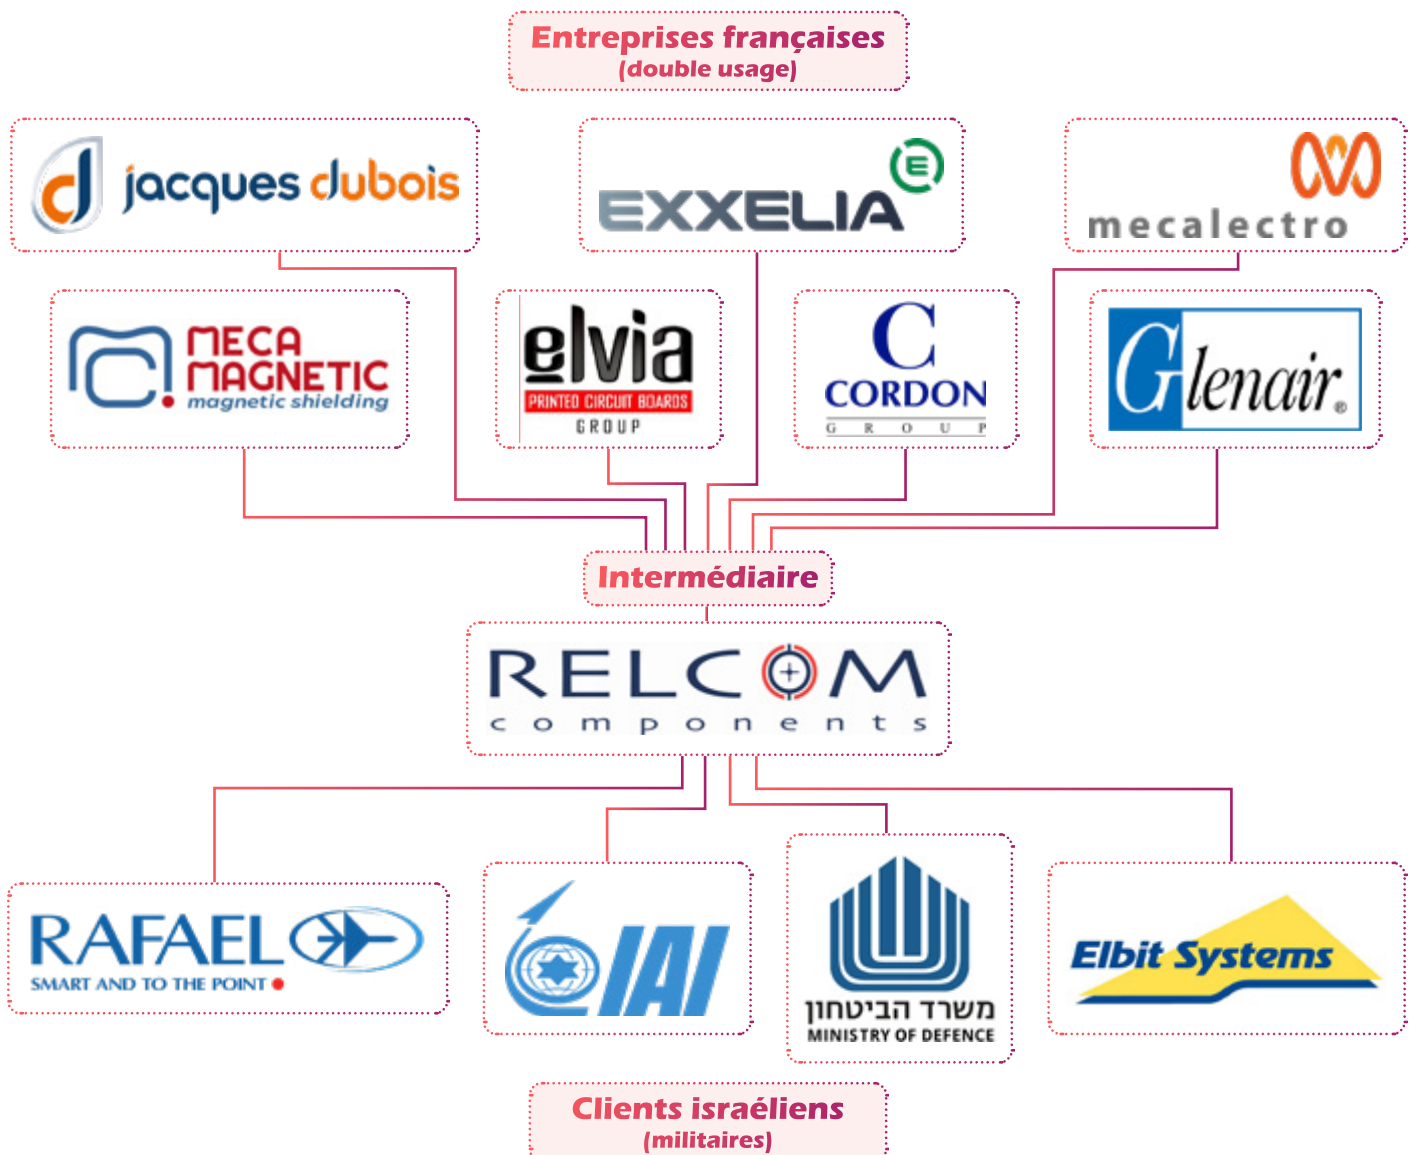 Entreprises françaises
(double usage)
jacques dubois
EXXELIA
mecalectro
MECA
MAGNETIC
magnetic shielding
elvia
PRINTED CIRCUIT BOARDS
GROUP
C
CORDON
GROUP
Glenair®
Intermédiaire
RELCOM
components
RAFAEL
SMART AND TO THE POINT
IAI
משרד הביטחון
MINISTRY OF DEFENCE
Elbit Systems
Clients israéliens
(militaires)